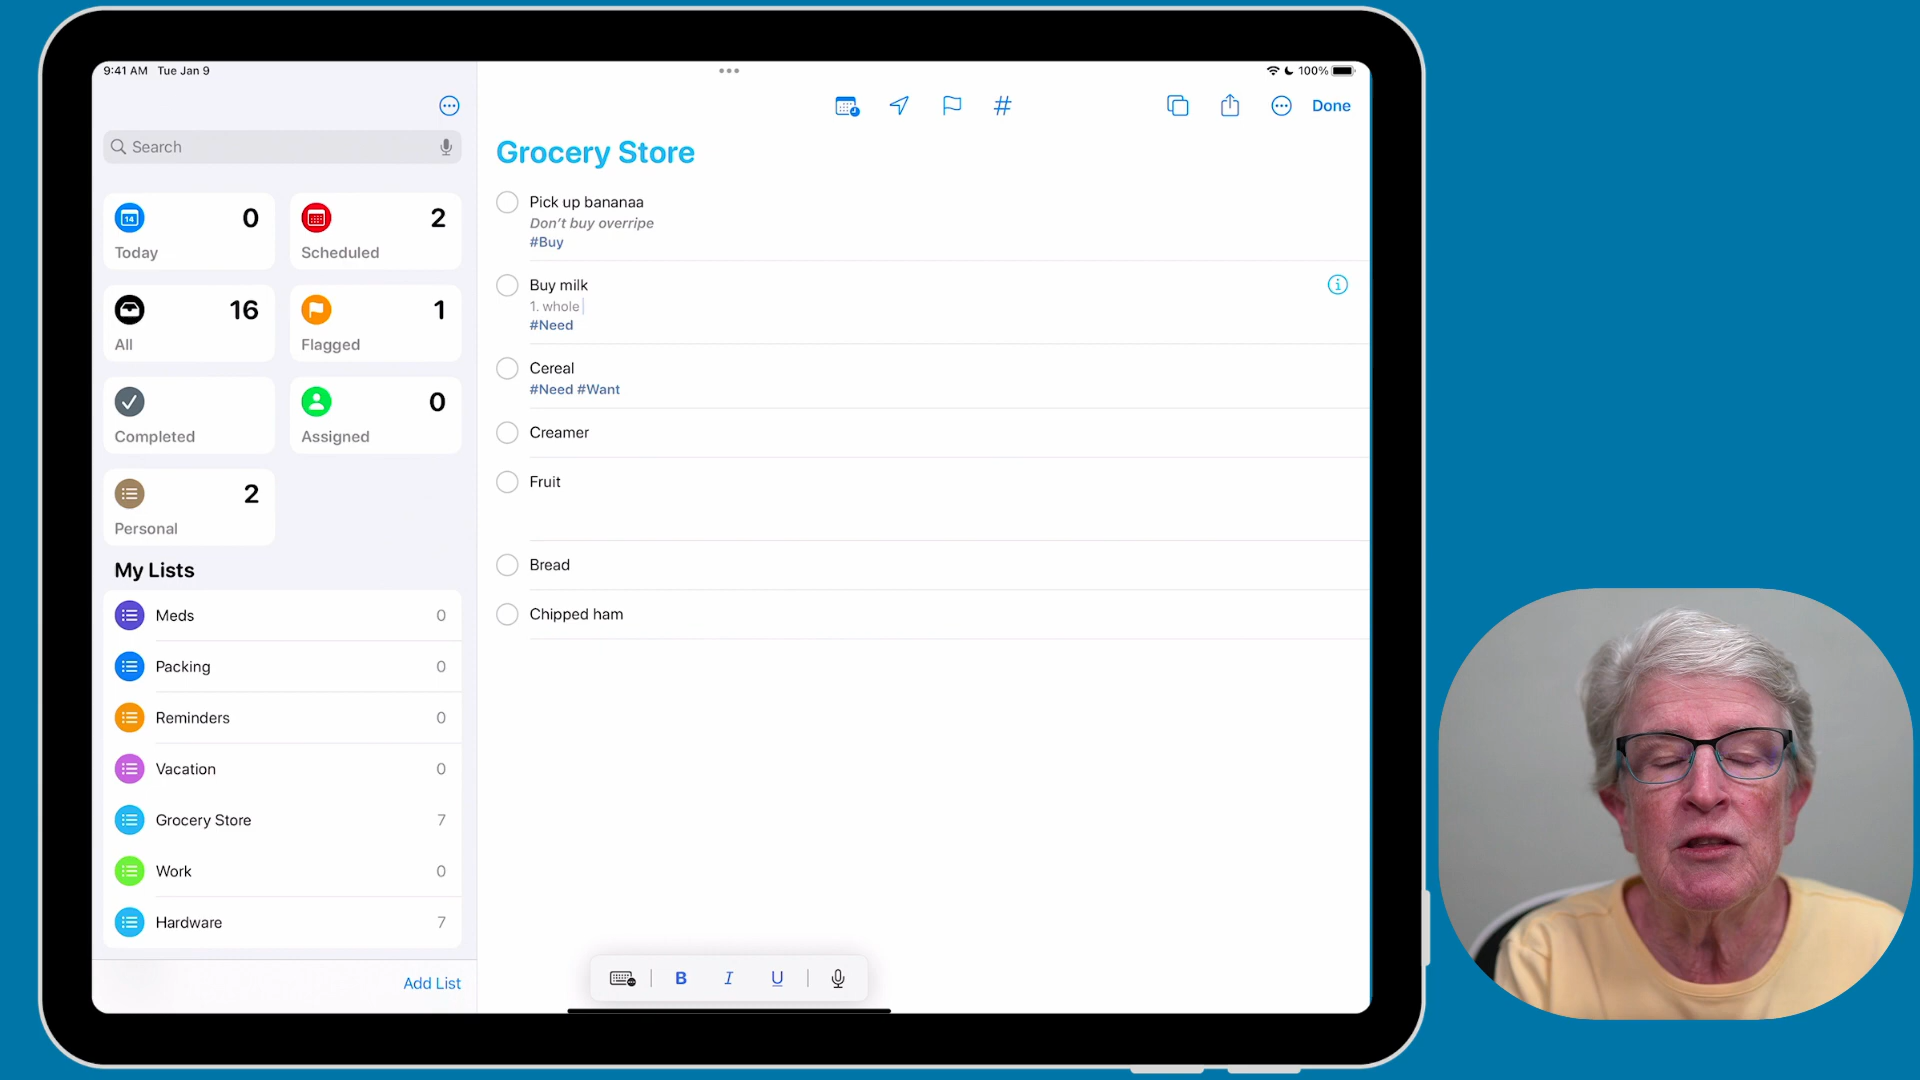 9:41 AM Tue Jan 9
100%
Search
14
0
Today
2
Scheduled
16
All
1
Flagged
Completed
0
Assigned
2
Personal
My Lists
Meds 0
Packing 0
Reminders 0
Vacation 0
Grocery Store 7
Work 0
Hardware 7
Add List
# Done
Grocery Store
Pick up bananaa
Don't buy overripe
#Buy
Buy milk
1. whole
#Need
Cereal
#Need #Want
Creamer
Fruit
Bread
Chipped ham
B I U